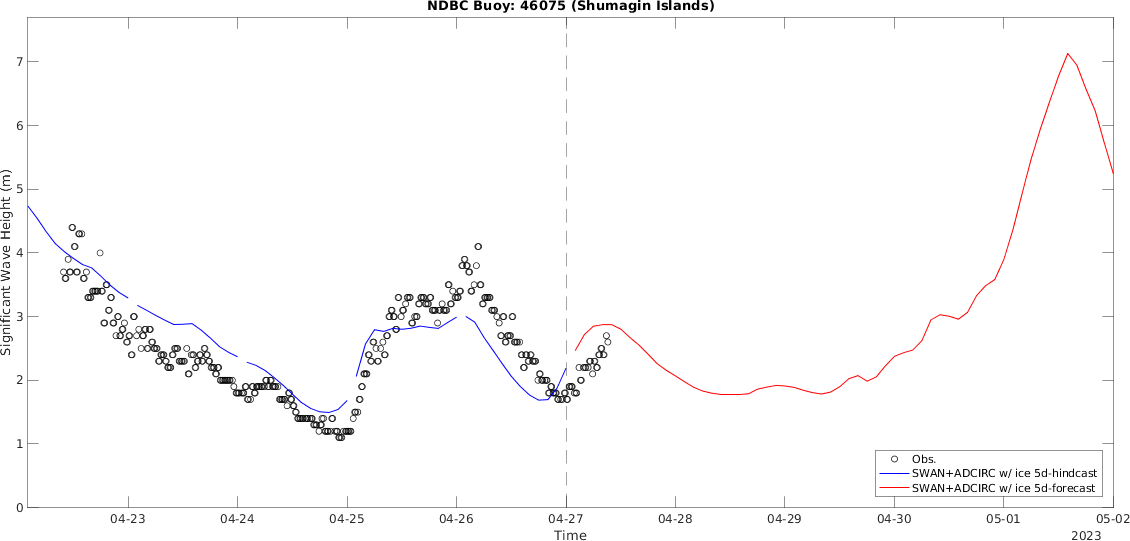 NDBC Buoy: 46075 (Shumagin Islands)
Significant Wave Height (m)
7
6
5
4
3
2
1
0
Obs.
SWAN+ADCIRC w/ ice 5d-hindcast
SWAN+ADCIRC w/ ice 5d-forecast
04-23 04-24 04-25 04-26 04-27 04-28 04-29 04-30 05-01 05-02
Time
2023